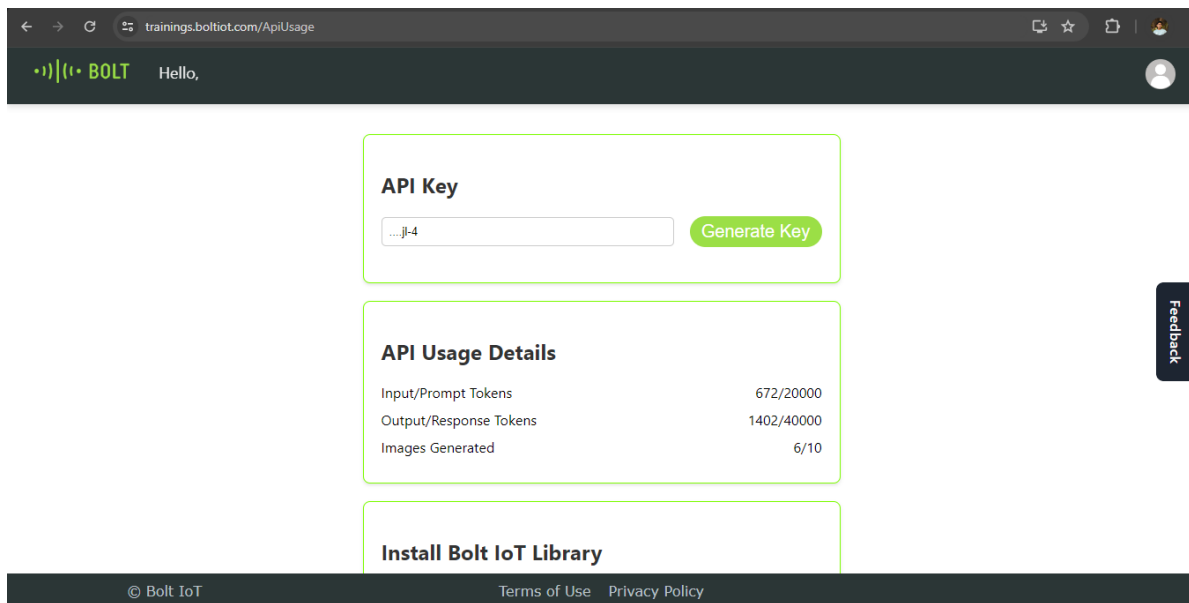 trainings.boltiot.com/ApiUsage
BOLT Hello,
API Key
....jl-4 Generate Key
Feedback
API Usage Details
Input/Prompt Tokens 672/20000
Output/Response Tokens 1402/40000
Images Generated 6/10
Install Bolt IoT Library
© Bolt IoT Terms of Use Privacy Policy